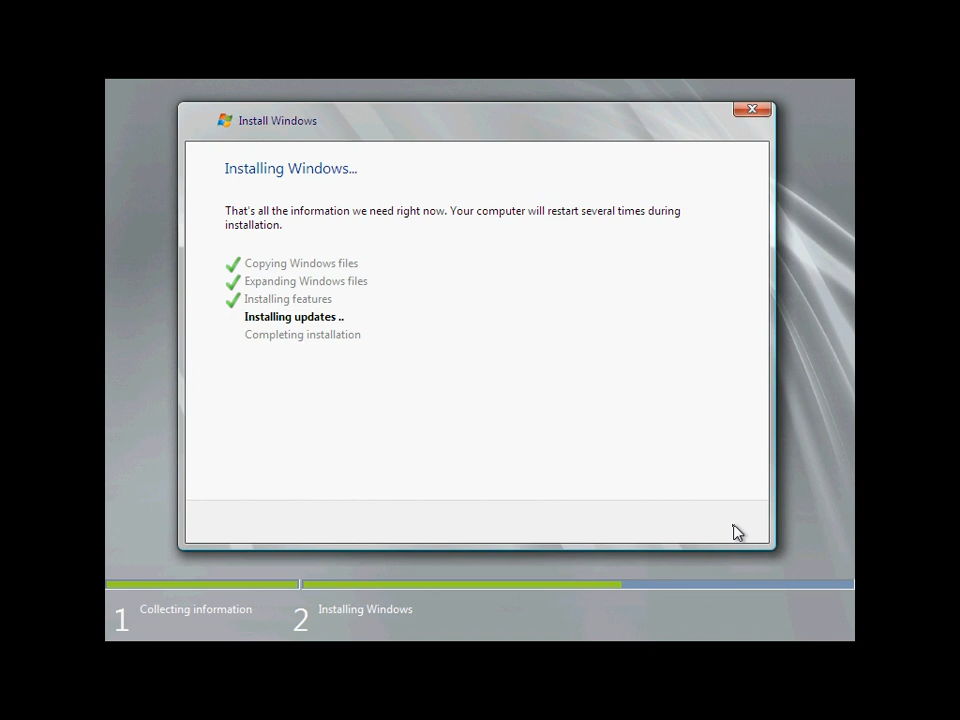 Install Windows
Installing Windows...
That's all the information we need right now. Your computer will restart several times during
installation.
Copying Windows files
Expanding Windows files
Installing features
Installing updates ..
Completing installation
1 Collecting information
2 Installing Windows